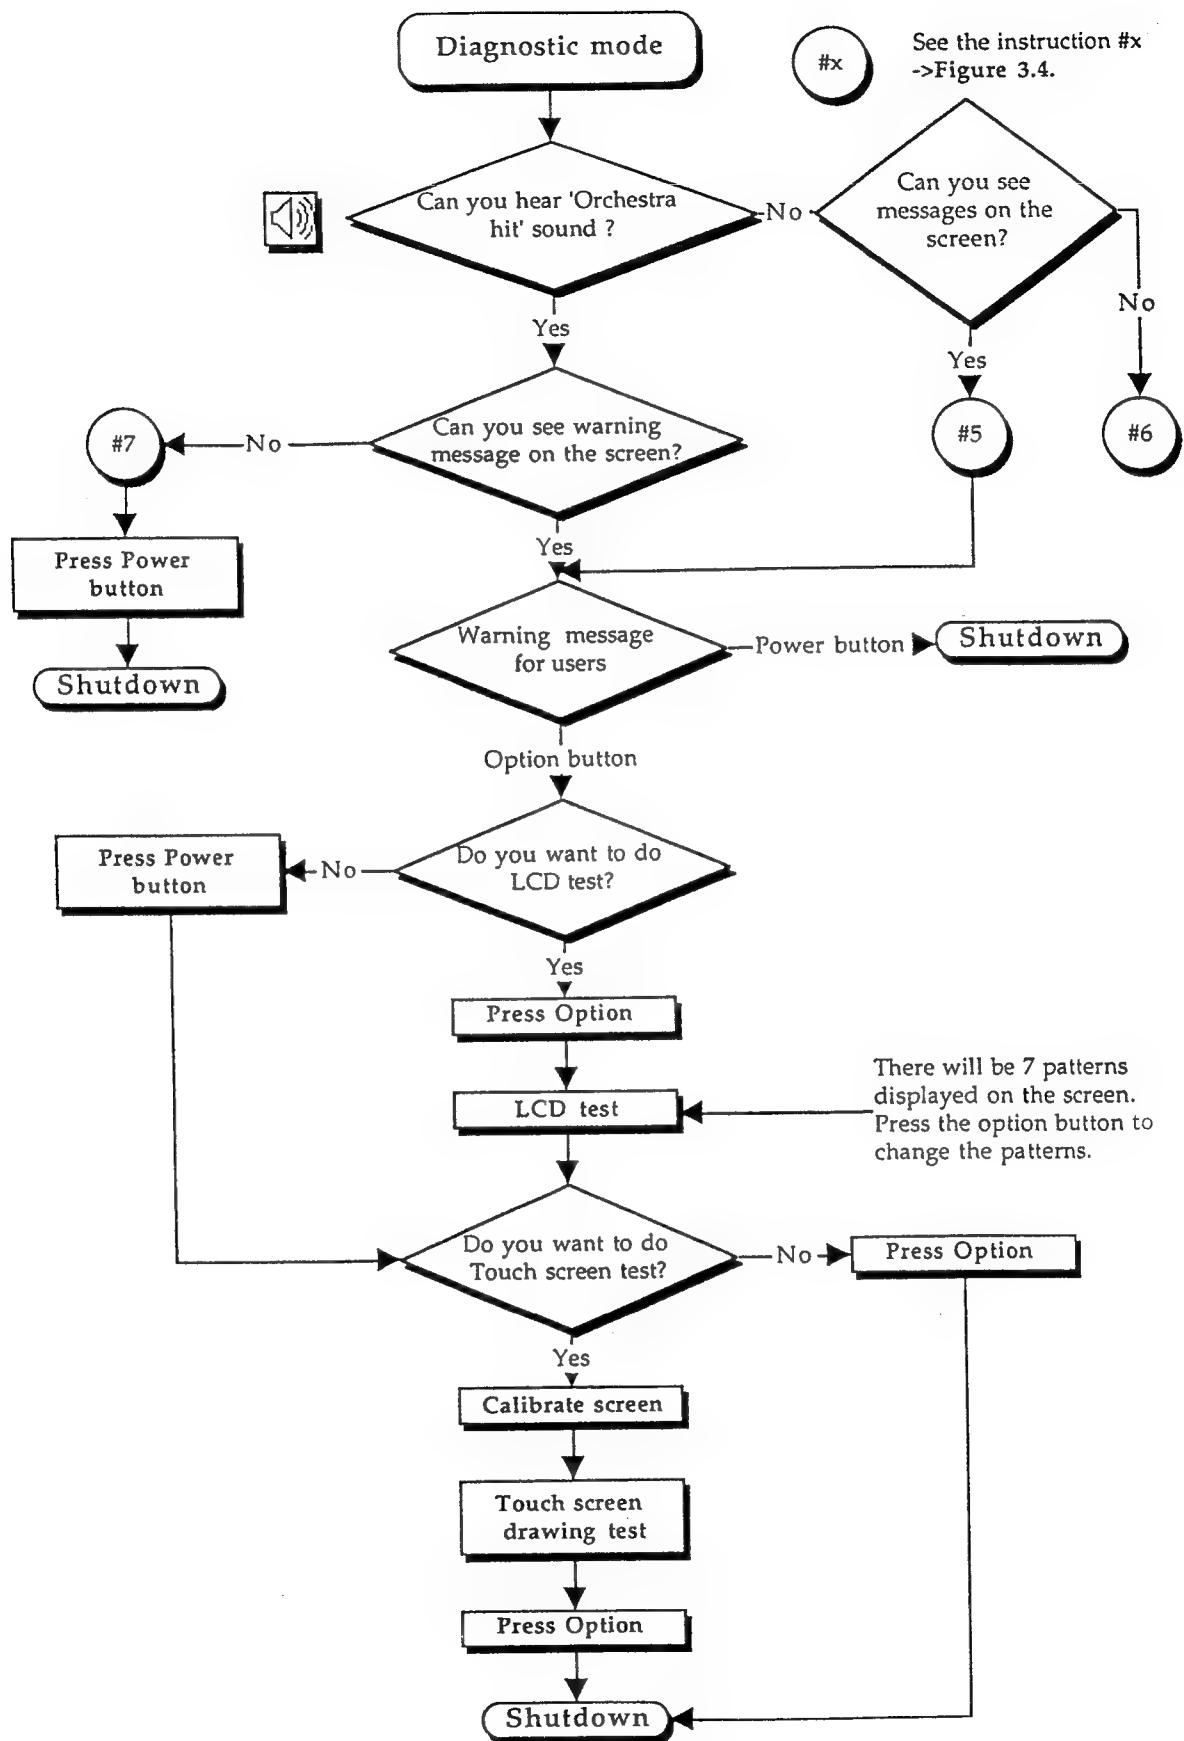 Diagnostic mode
#x
See the instruction #x
->Figure 3.4.
Can you hear 'Orchestra
hit' sound ?
No
Can you see
messages on the
screen?
No
Yes
Yes
#7
No
Can you see warning
message on the screen?
#5
#6
Press Power
button
Yes
Shutdown
Warning message
for users
Power button
Shutdown
Option button
Press Power
button
No
Do you want to do
LCD test?
Yes
Press Option
LCD test
There will be 7 patterns
displayed on the screen.
Press the option button to
change the patterns.
Do you want to do
Touch screen test?
No
Press Option
Yes
Calibrate screen
Touch screen
drawing test
Press Option
Shutdown